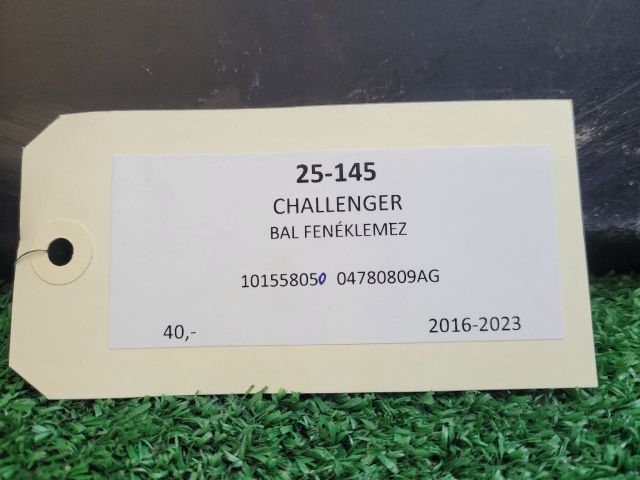 25-145
CHALLENGER
BAL FENÉKLEMEZ
101558050 04780809AG
40,- 2016-2023